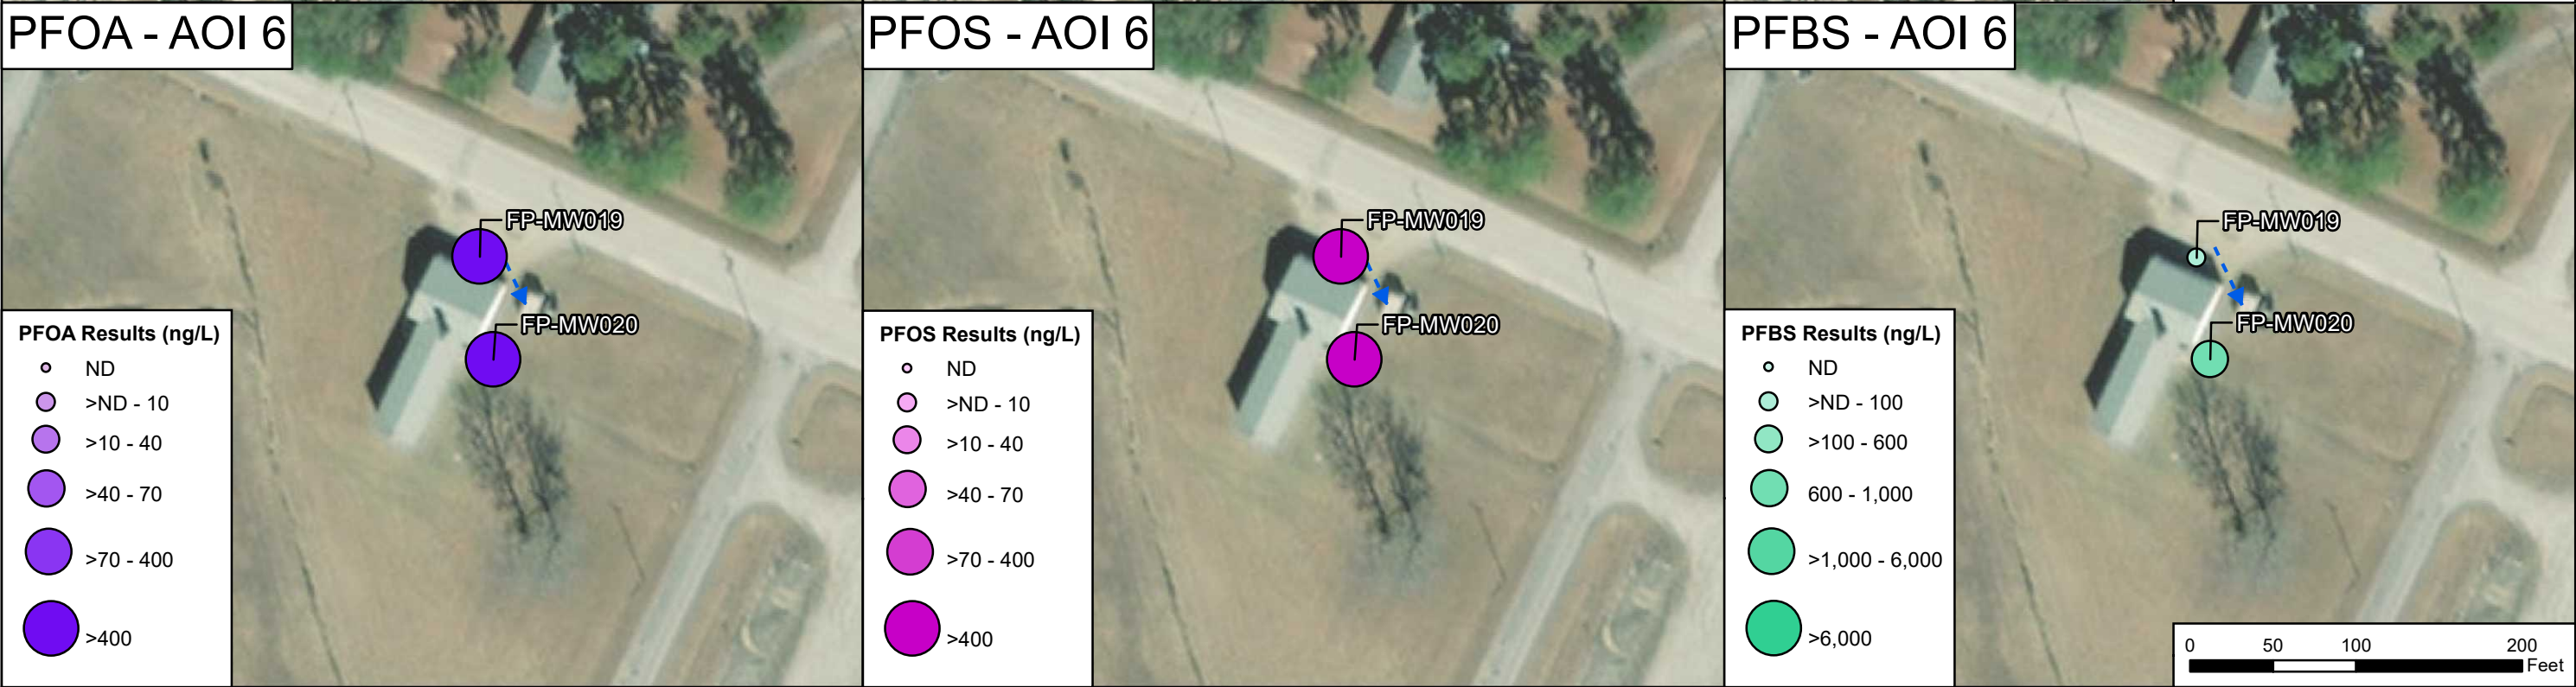 PFOA - AOI 6
FP-MW019
FP-MW020
PFOA Results (ng/L)
ND
>ND - 10
>10 - 40
>40 - 70
>70 - 400
>400
PFOS - AOI 6
FP-MW019
FP-MW020
PFOS Results (ng/L)
ND
>ND - 10
>10 - 40
>40 - 70
>70 - 400
>400
PFBS - AOI 6
FP-MW019
FP-MW020
PFBS Results (ng/L)
ND
>ND - 100
>100 - 600
600 - 1,000
>1,000 - 6,000
>6,000
0 50 100 200
Feet